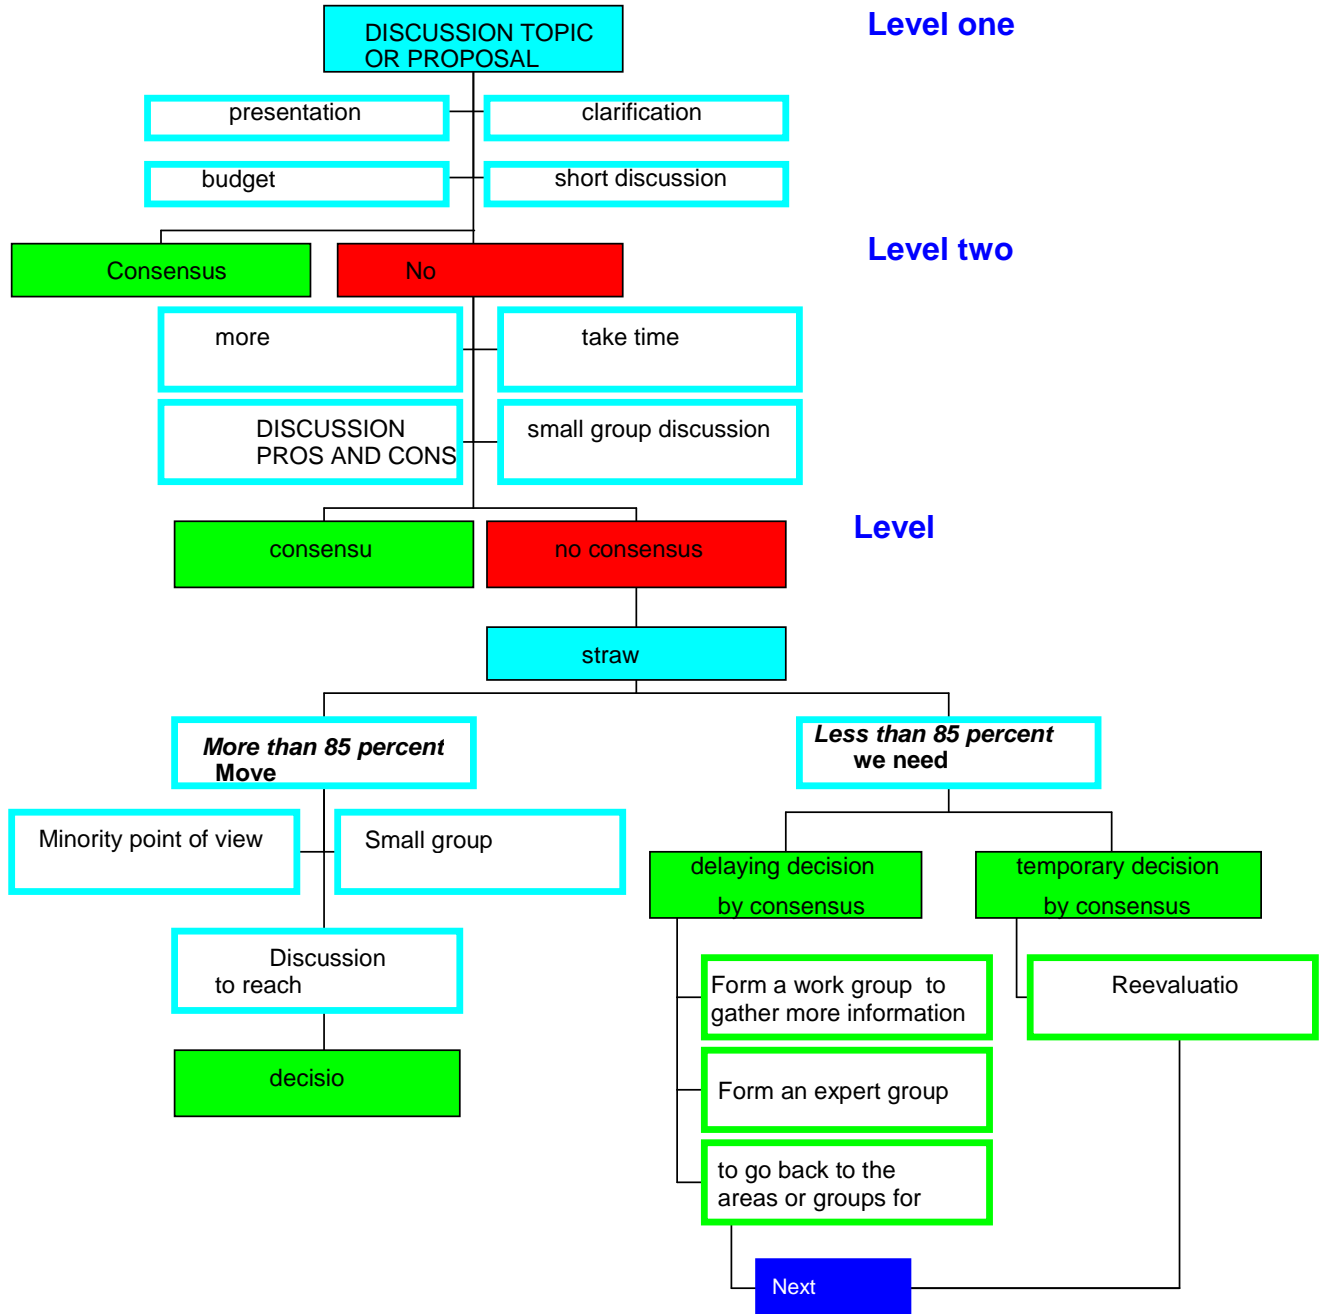 DISCUSSION TOPIC
OR PROPOSAL
Level one
presentation
clarification
budget
short discussion
Level two
Consensus
No
more
take time
DISCUSSION
PROS AND CONS
small group discussion
Level
consensu
no consensus
straw
More than 85 percent
Move
Less than 85 percent
we need
Minority point of view
Small group
delaying decision
by consensus
temporary decision
by consensus
Discussion
to reach
Form a work group to
gather more information
Reevaluatio
decisio
Form an expert group
to go back to the
areas or groups for
Next